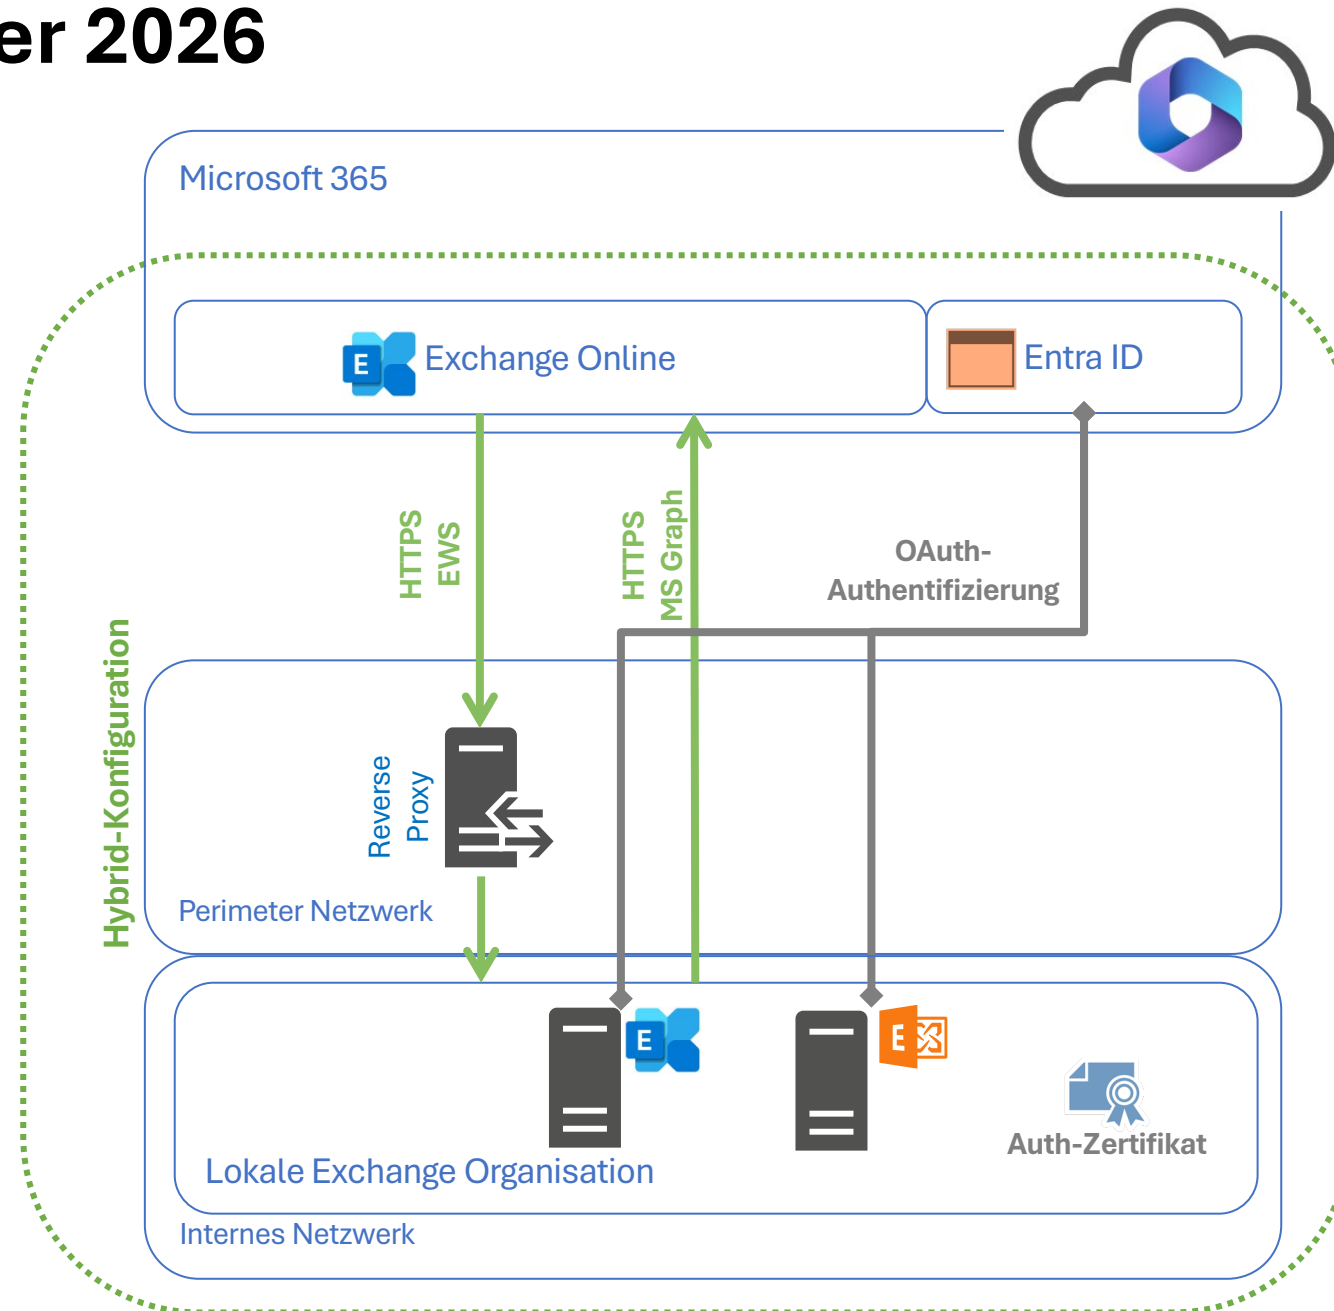 er 2026
Microsoft 365
E Exchange Online
Entra ID
HTTPS
EWS
HTTPS
MS Graph
OAuth-
Authentifizierung
Hybrid-Konfiguration
Reverse
Proxy
Perimeter Netzwerk
E
E
Auth-Zertifikat
Lokale Exchange Organisation
Internes Netzwerk